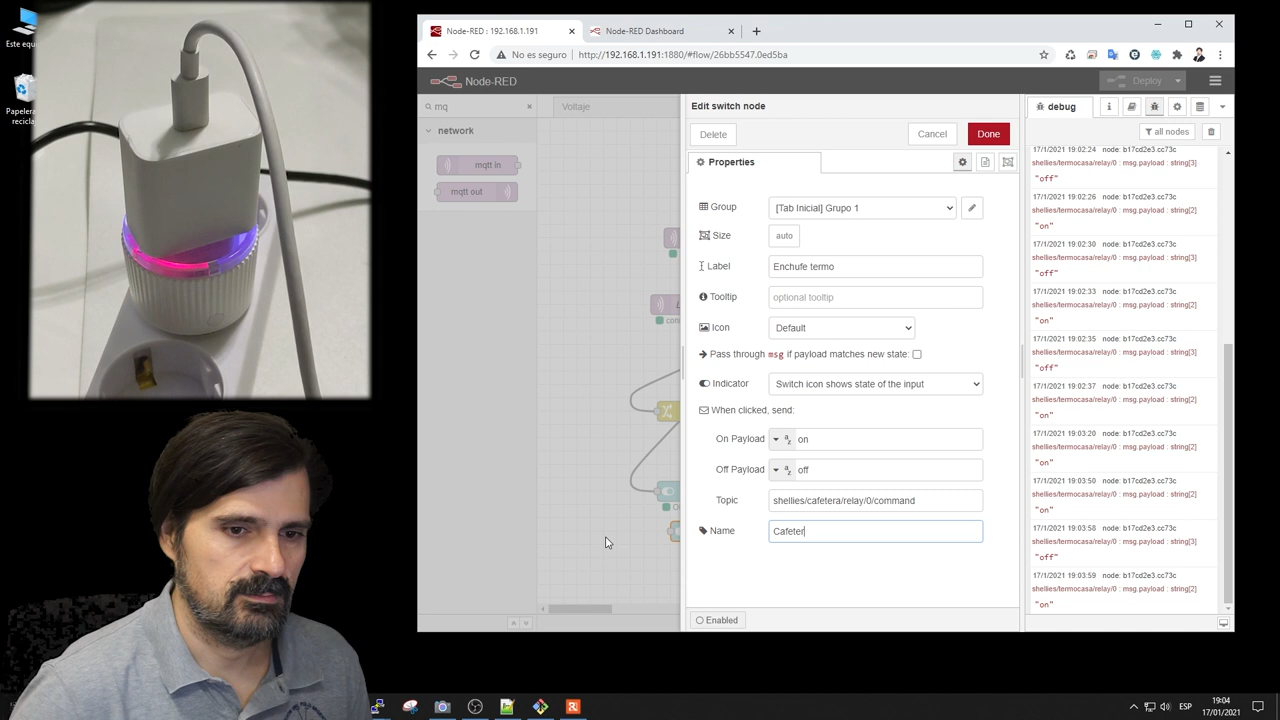 Este equ
Papelera
recicla
Node-RED : 192.168.1.191
Node-RED Dashboard
No es seguro
http://192.168.1.191:1880/#flow/26bb5547.0ed5ba
Node-RED
Deploy
mq
network
mqtt in
mqtt out
Voltaje
Edit switch node
Delete
Cancel
Done
Properties
Group
[Tab Inicial] Grupo 1
Size
auto
Label
Enchufe termo
Tooltip
optional tooltip
Icon
Default
Pass through msg if payload matches new state:
Indicator
Switch icon shows state of the input
When clicked, send:
On Payload
on
Off Payload
off
Topic
shellies/cafetera/relay/0/command
Name
Cafeter
Enabled
debug
all nodes
17/1/2021 19:02:24 node: b17cd2e3.cc73c
shellies/termocasa/relay/0 : msg.payload : string[3]
"off"
17/1/2021 19:02:26 node: b17cd2e3.cc73c
shellies/termocasa/relay/0 : msg.payload : string[2]
"on"
17/1/2021 19:02:30 node: b17cd2e3.cc73c
shellies/termocasa/relay/0 : msg.payload : string[3]
"off"
17/1/2021 19:02:33 node: b17cd2e3.cc73c
shellies/termocasa/relay/0 : msg.payload : string[2]
"on"
17/1/2021 19:02:35 node: b17cd2e3.cc73c
shellies/termocasa/relay/0 : msg.payload : string[3]
"off"
17/1/2021 19:02:37 node: b17cd2e3.cc73c
shellies/termocasa/relay/0 : msg.payload : string[2]
"on"
17/1/2021 19:03:20 node: b17cd2e3.cc73c
shellies/termocasa/relay/0 : msg.payload : string[2]
"on"
17/1/2021 19:03:50 node: b17cd2e3.cc73c
shellies/termocasa/relay/0 : msg.payload : string[2]
"on"
17/1/2021 19:03:58 node: b17cd2e3.cc73c
shellies/termocasa/relay/0 : msg.payload : string[3]
"off"
17/1/2021 19:03:59 node: b17cd2e3.cc73c
shellies/termocasa/relay/0 : msg.payload : string[2]
"on"
ESP
19:04
17/01/2021